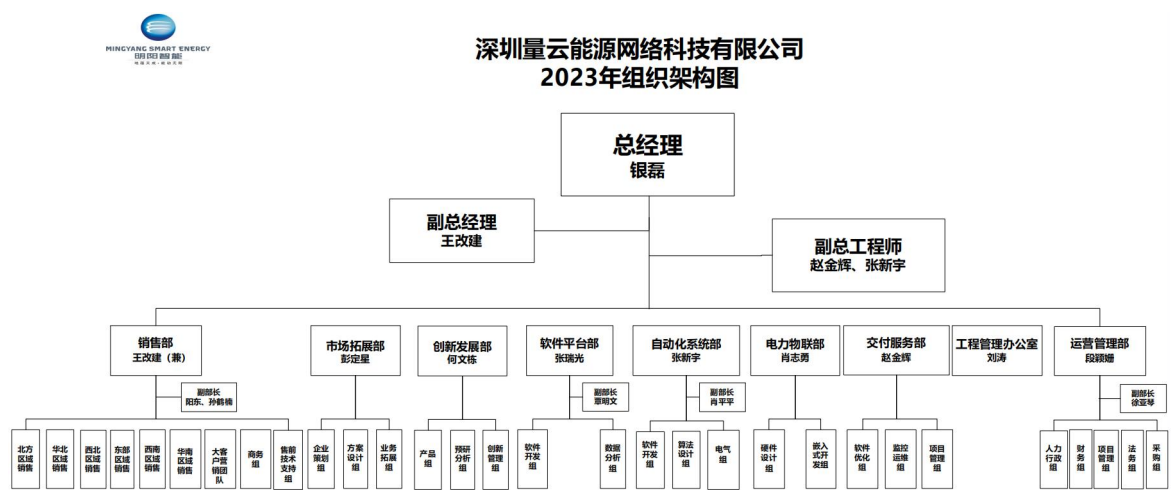 MINGYANG SMART ENERGY
明阳智能
深圳量云能源网络科技有限公司
2023年组织架构图
总经理
银磊
副总经理
王改建
副总工程师
赵金辉、张新宇
销售部
王改建（兼）
市场拓展部
彭定星
创新发展部
何文栋
软件平台部
张瑞光
自动化系统部
张新宇
电力物联部
肖志勇
交付服务部
赵金辉
工程管理办公室
刘涛
运营管理部
段颖姗
副部长
阳东、孙鹤楠
副部长
覃明文
副部长
肖平平
副部长
徐亚琴
北方
区域
销售
华北
区域
销售
西北
区域
销售
东部
区域
销售
西南
区域
销售
华南
区域
销售
大客
户营
销团
队
商务
组
售前
技术
支持
组
企业
策划
组
方案
设计
组
业务
拓展
组
产品
组
预研
分析
组
创新
管理
组
软件
开发
组
数据
分析
组
软件
开发
组
算法
设计
组
电气
组
硬件
设计
组
嵌入
式开
发组
软件
优化
组
监控
运维
组
项目
管理
组
人力
行政
组
财
务
组
项目
管理
组
法
务
组
采
购
组